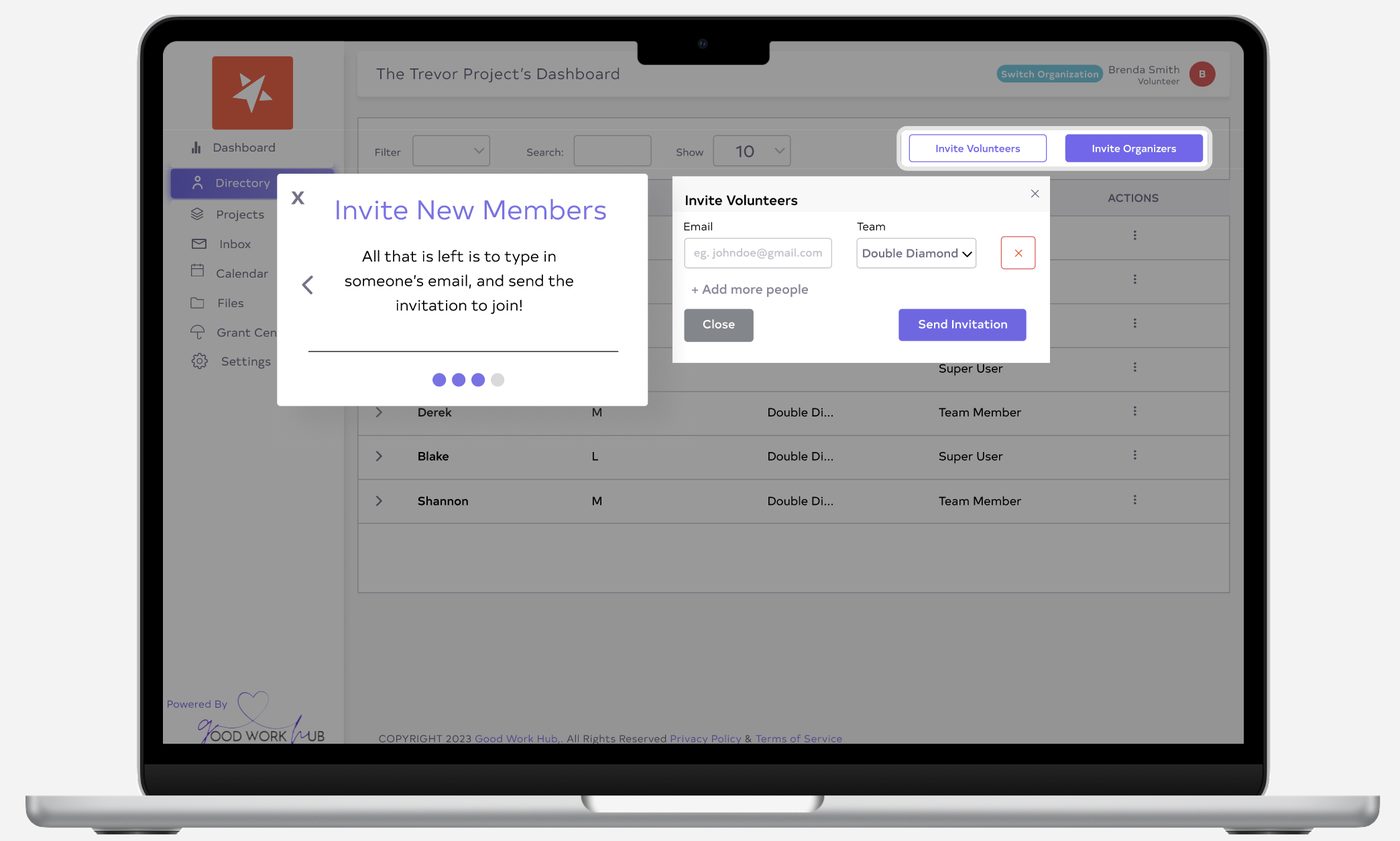 The Trevor Project's Dashboard
Switch Organization
Brenda Smith
Volunteer
B
Dashboard
Directory
Projects
Inbox
Calendar
Files
Grant Cen
Settings
Filter
Search:
Show 10
Invite Volunteers
Invite Organizers
ACTIONS
X
Invite New Members
All that is left is to type in
someone's email, and send the
invitation to join!
Invite Volunteers
Email Team
eg. johndoe@gmail.com Double Diamond
+ Add more people
Close Send Invitation
Super User
Derek M Double Di... Team Member
Blake L Double Di... Super User
Shannon M Double Di... Team Member
Powered By
good work hub
COPYRIGHT 2023 Good Work Hub,. All Rights Reserved Privacy Policy & Terms of Service